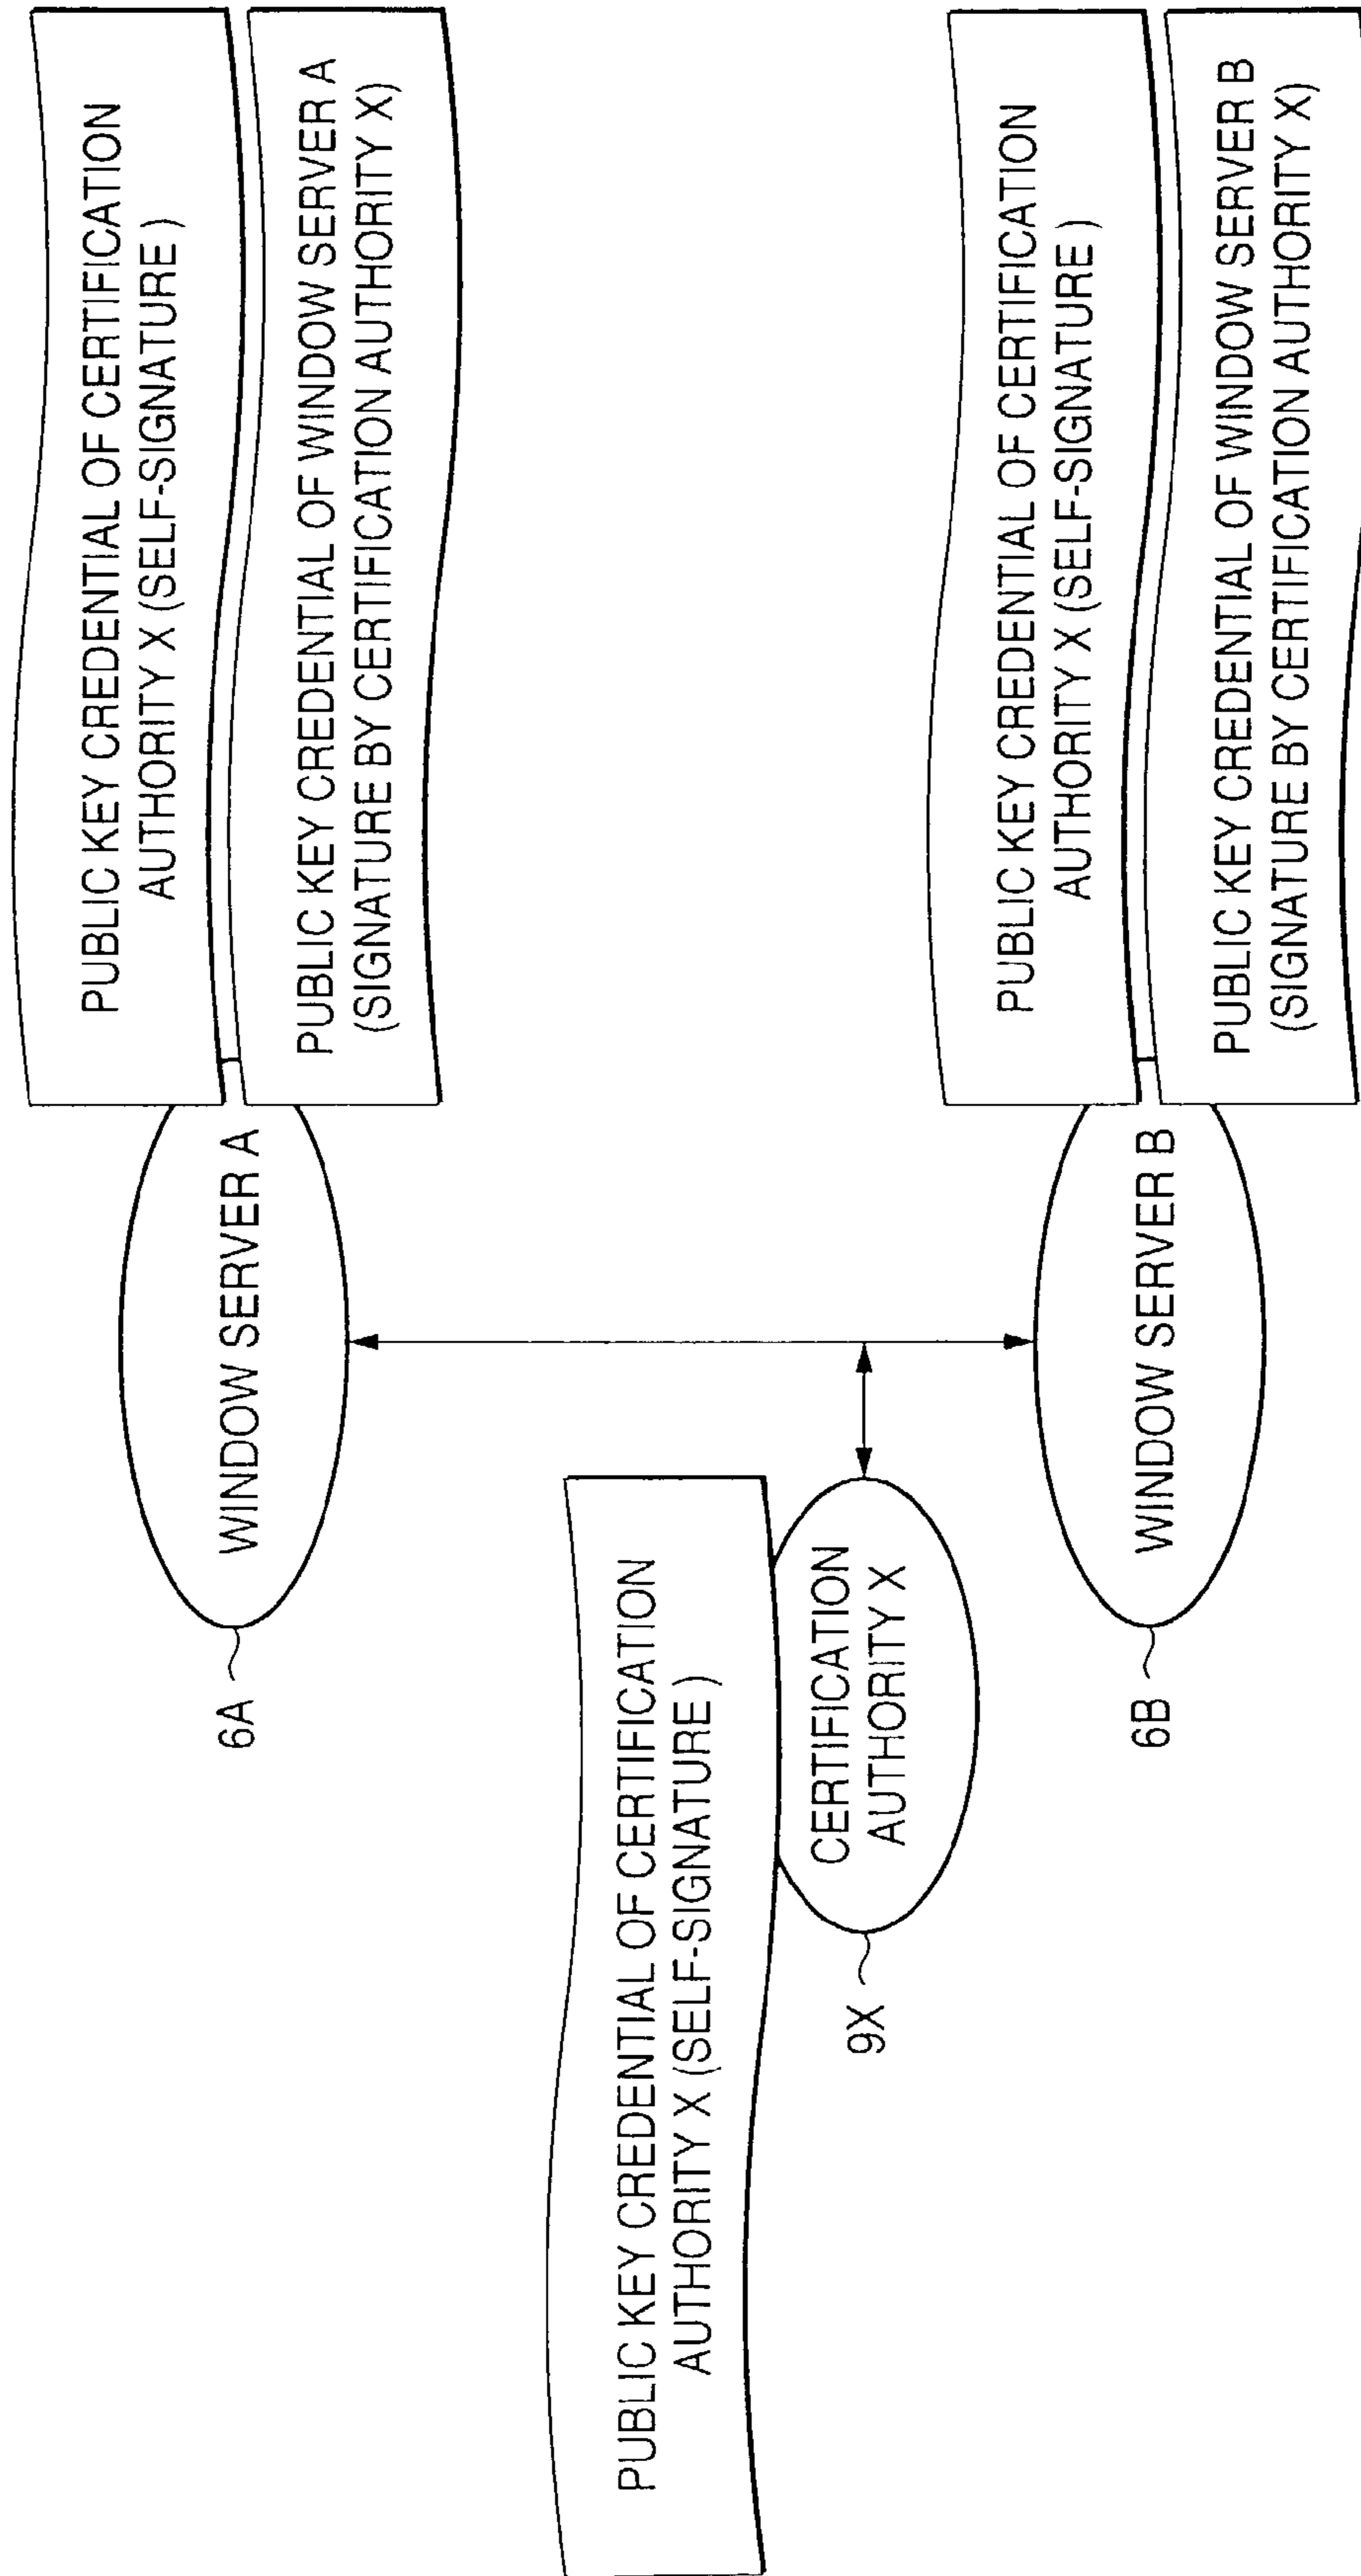 PUBLIC KEY CREDENTIAL OF CERTIFICATION
AUTHORITY X (SELF-SIGNATURE )
PUBLIC KEY CREDENTIAL OF WINDOW SERVER A
(SIGNATURE BY CERTIFICATION AUTHORITY X)
WINDOW SERVER A
6A
PUBLIC KEY CREDENTIAL OF CERTIFICATION
AUTHORITY X (SELF-SIGNATURE )
CERTIFICATION
AUTHORITY X
9X
PUBLIC KEY CREDENTIAL OF CERTIFICATION
AUTHORITY X (SELF-SIGNATURE )
PUBLIC KEY CREDENTIAL OF WINDOW SERVER B
(SIGNATURE BY CERTIFICATION AUTHORITY X)
WINDOW SERVER B
6B